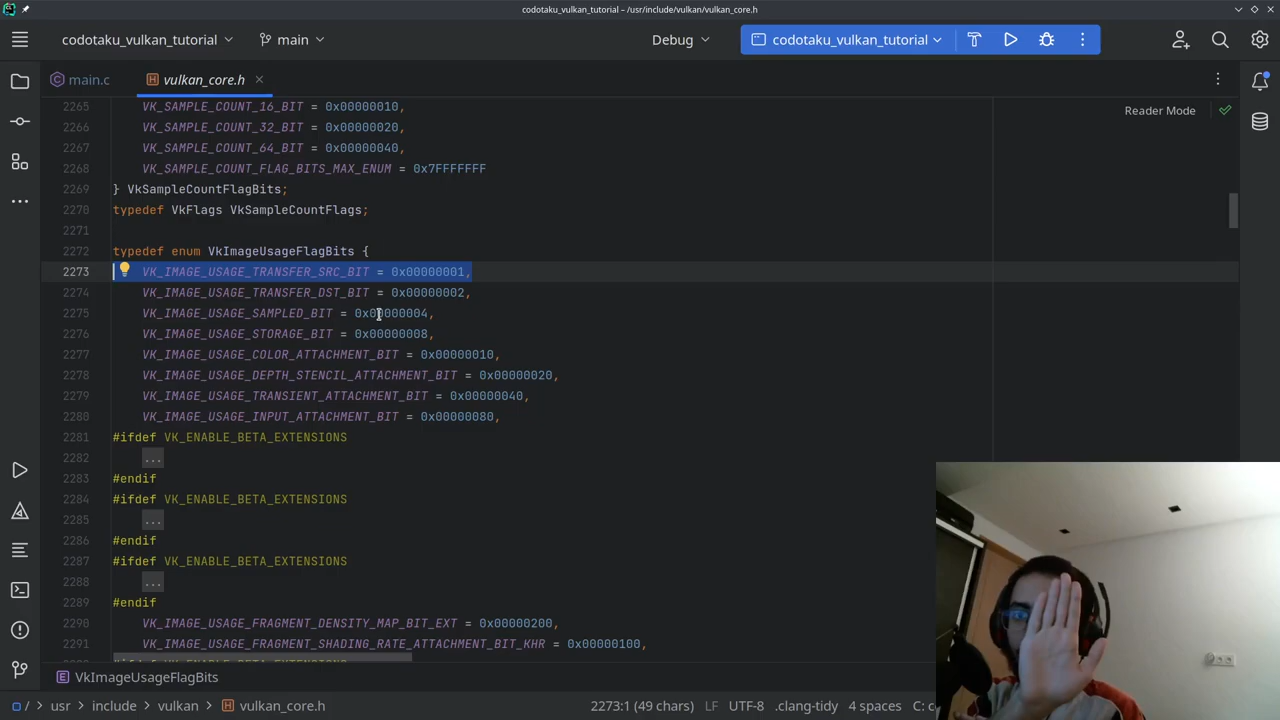 codotaku_vulkan_tutorial – /usr/include/vulkan/vulkan_core.h
codotaku_vulkan_tutorial
main
Debug
codotaku_vulkan_tutorial
main.c
vulkan_core.h
Reader Mode
2265 VK_SAMPLE_COUNT_16_BIT = 0x00000010,
2266 VK_SAMPLE_COUNT_32_BIT = 0x00000020,
2267 VK_SAMPLE_COUNT_64_BIT = 0x00000040,
2268 VK_SAMPLE_COUNT_FLAG_BITS_MAX_ENUM = 0x7FFFFFFF
2269 } VkSampleCountFlagBits;
2270 typedef VkFlags VkSampleCountFlags;
2271
2272 typedef enum VkImageUsageFlagBits {
2273 VK_IMAGE_USAGE_TRANSFER_SRC_BIT = 0x00000001,
2274 VK_IMAGE_USAGE_TRANSFER_DST_BIT = 0x00000002,
2275 VK_IMAGE_USAGE_SAMPLED_BIT = 0x00000004,
2276 VK_IMAGE_USAGE_STORAGE_BIT = 0x00000008,
2277 VK_IMAGE_USAGE_COLOR_ATTACHMENT_BIT = 0x00000010,
2278 VK_IMAGE_USAGE_DEPTH_STENCIL_ATTACHMENT_BIT = 0x00000020,
2279 VK_IMAGE_USAGE_TRANSIENT_ATTACHMENT_BIT = 0x00000040,
2280 VK_IMAGE_USAGE_INPUT_ATTACHMENT_BIT = 0x00000080,
2281 #ifdef VK_ENABLE_BETA_EXTENSIONS
2282 ...
2283 #endif
2284 #ifdef VK_ENABLE_BETA_EXTENSIONS
2285 ...
2286 #endif
2287 #ifdef VK_ENABLE_BETA_EXTENSIONS
2288 ...
2289 #endif
2290 VK_IMAGE_USAGE_FRAGMENT_DENSITY_MAP_BIT_EXT = 0x00000200,
2291 VK_IMAGE_USAGE_FRAGMENT_SHADING_RATE_ATTACHMENT_BIT_KHR = 0x00000100,
VkImageUsageFlagBits
/ > usr > include > vulkan > vulkan_core.h
2273:1 (49 chars) LF UTF-8 .clang-tidy 4 spaces C: